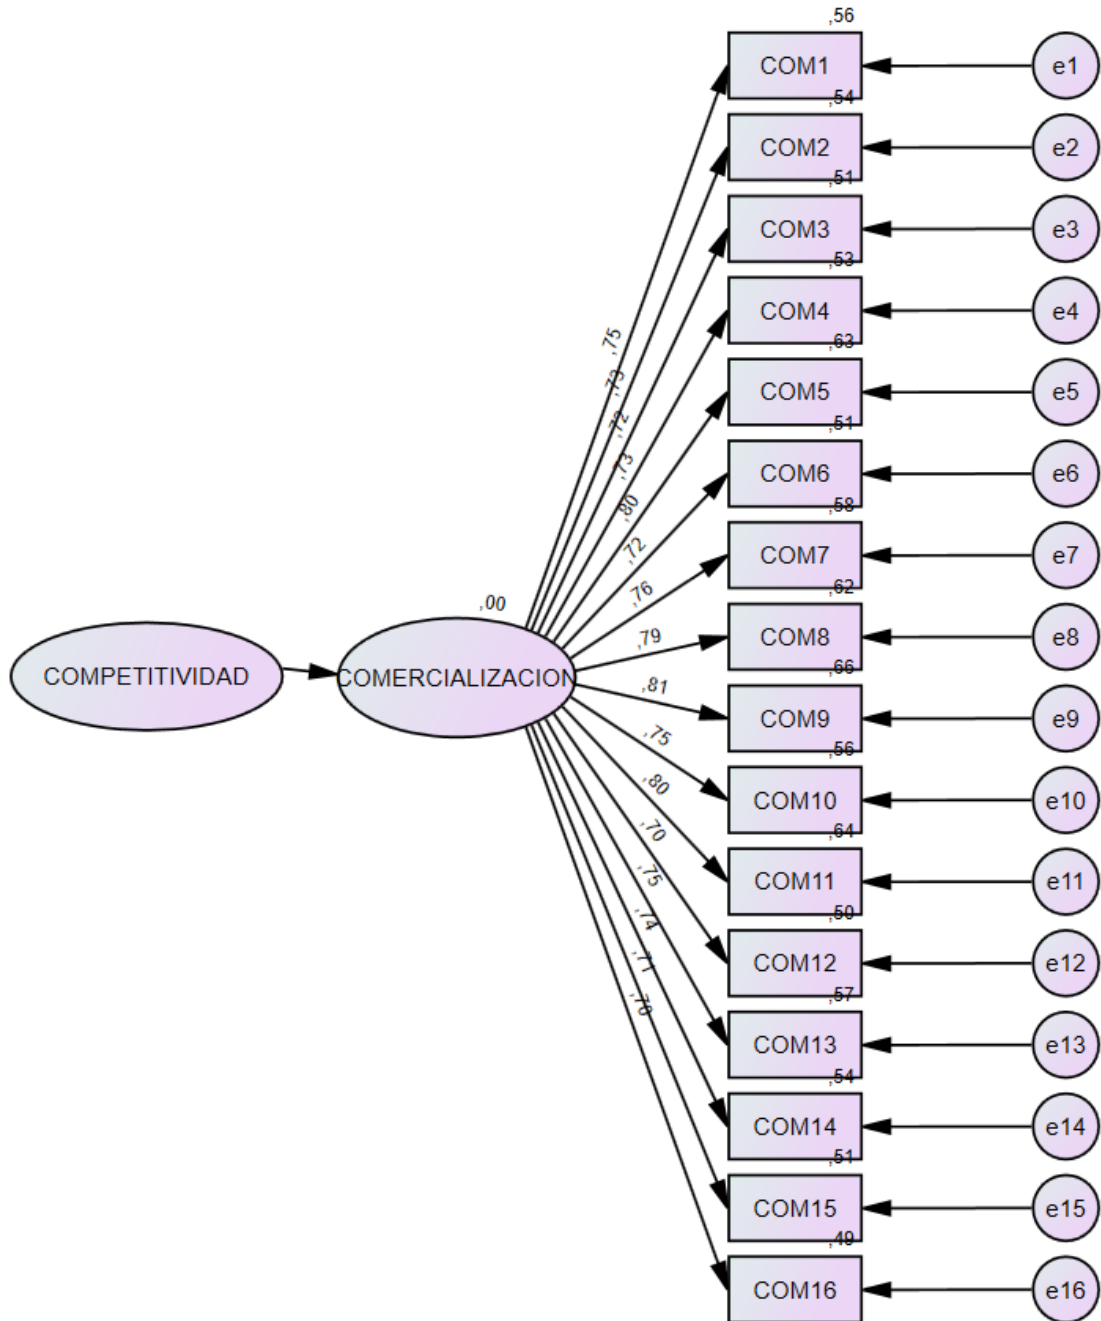 ,56
COM1
e1
,54
COM2
e2
,51
COM3
e3
,53
COM4
e4
,63
COM5
e5
,51
COM6
e6
,58
COM7
e7
,62
COM8
e8
,66
COM9
e9
,56
COM10
e10
,64
COM11
e11
,50
COM12
e12
,57
COM13
e13
,54
COM14
e14
,51
COM15
e15
,49
COM16
e16
,75
,73
,72
,73
,80
,72
,76
,79
,81
,75
,80
,70
,75
,74
,71
,70
,00
COMPETITIVIDAD
COMERCIALIZACION